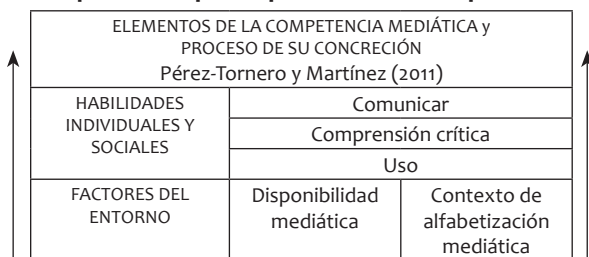 ELEMENTOS DE LA COMPETENCIA MEDIÁTICA y
PROCESO DE SU CONCRECIÓN
Pérez-Tornero y Martínez (2011)
HABILIDADES
INDIVIDUALES Y
SOCIALES
Comunicar
Comprensión crítica
Uso
FACTORES DEL
ENTORNO
Disponibilidad
mediática
Contexto de
alfabetización
mediática